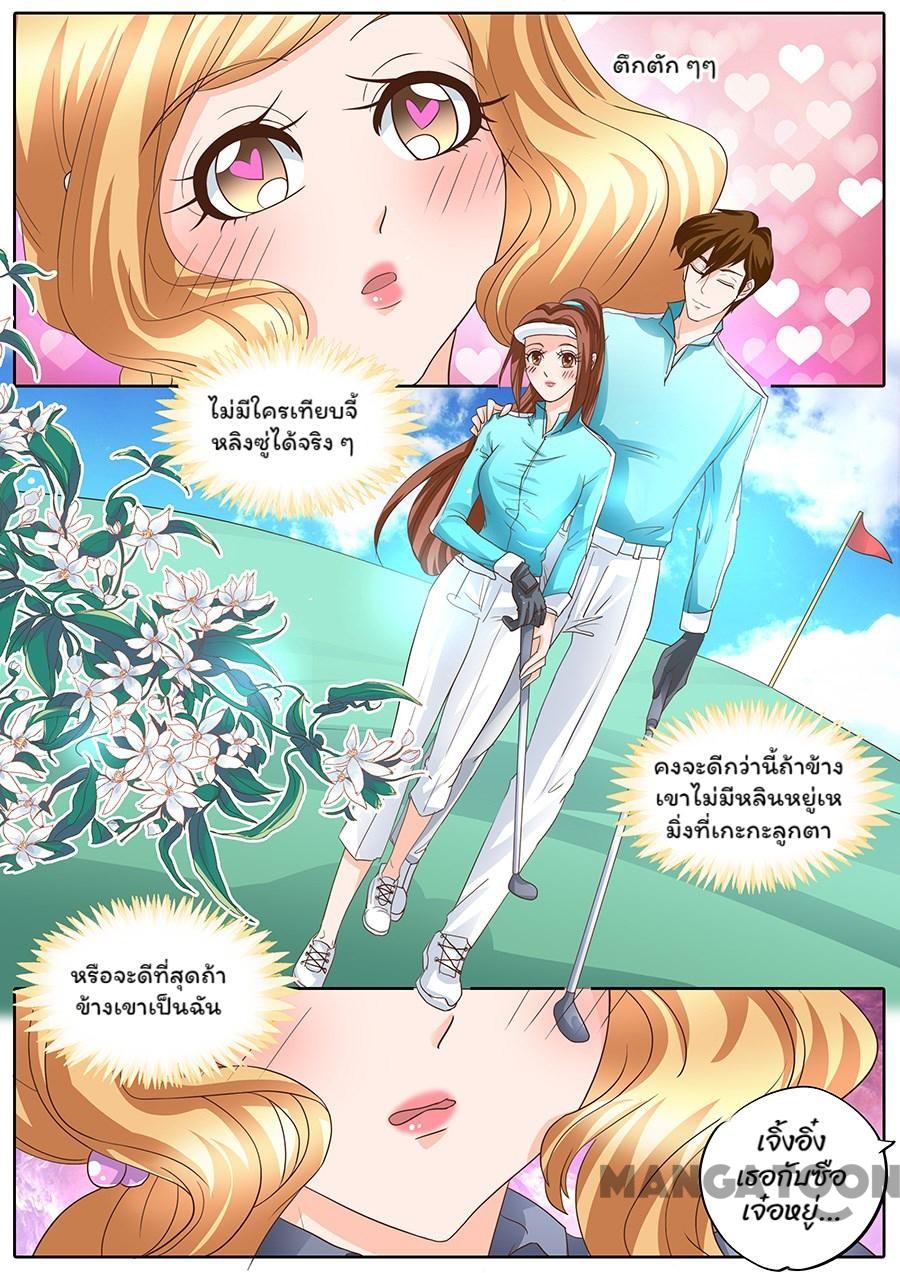 ตึกตัก ๆๆ
ไม่มีใครเทียบจี้
หลิงซู่ได้จริง ๆ
คงจะดีกว่านี้ถ้าข้าง
เขาไม่มีหลินหยู่เห
มิ่งที่เกะกะลูกตา
หรือจะดีที่สุดถ้า
ข้างเขาเป็นฉัน
เจิ้งอิ๋ง
เธอกับซือ
เจ๋อหยู่...
MANGATOON